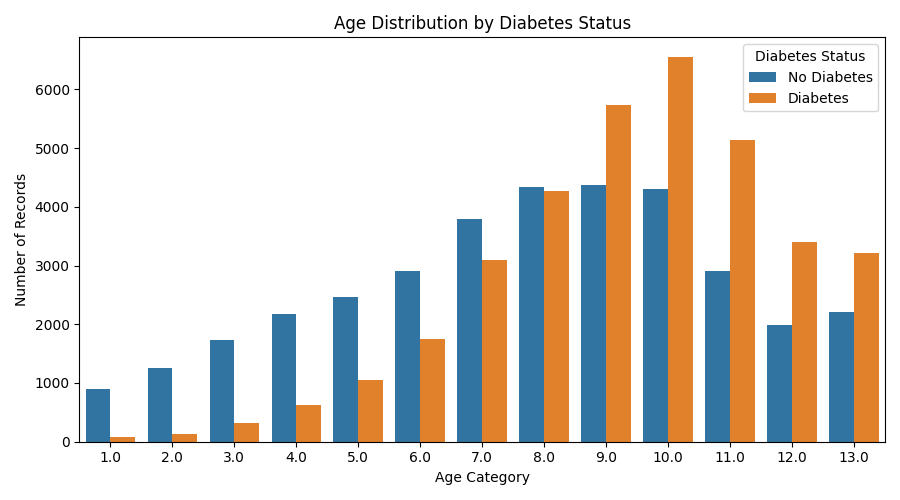 Age Distribution by Diabetes Status
Diabetes Status
No Diabetes
Diabetes
Number of Records
6000
5000
4000
3000
2000
1000
0
1.0 2.0 3.0 4.0 5.0 6.0 7.0 8.0 9.0 10.0 11.0 12.0 13.0
Age Category